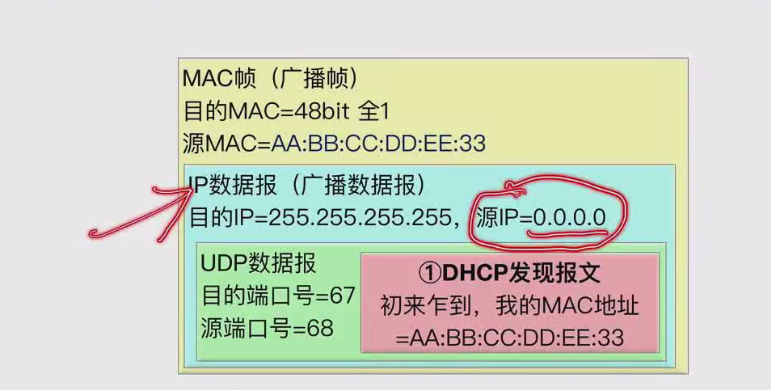 MAC帧（广播帧）
目的MAC=48bit 全1
源MAC=AA:BB:CC:DD:EE:33
IP数据报（广播数据报）
目的IP=255.255.255.255，源IP=0.0.0.0
UDP数据报
目的端口号=67
源端口号=68
①DHCP发现报文
初来乍到，我的MAC地址
=AA:BB:CC:DD:EE:33